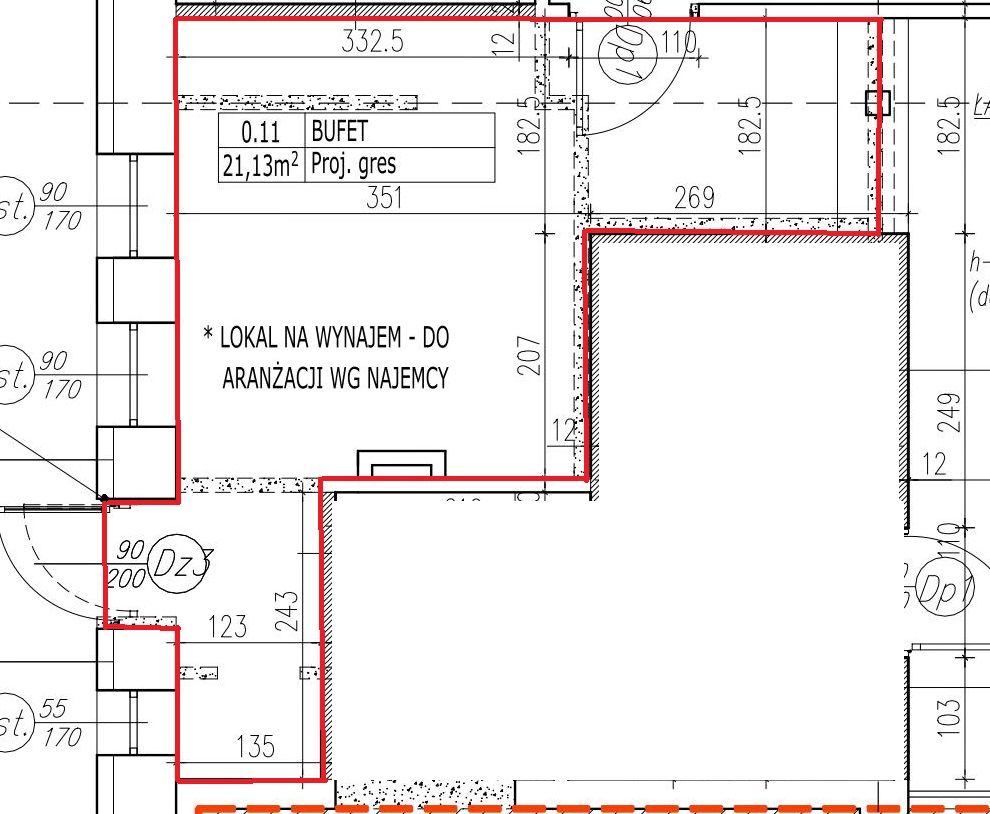 332.5
12
110
1d0
0.11 BUFET
21,13m² Proj. gres
182.5
182.5
182.5
351
269
st. 90
170
h-
* LOKAL NA WYNAJEM - DO
ARANŻACJI WG NAJEMCY
207
st. 90
170
249
12
12
90
200
Dz3
110
Dp1
243
123
135
st. 55
170
103